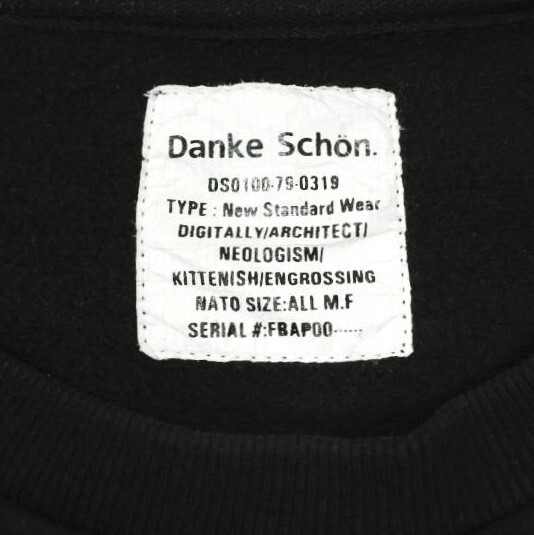 Danke Schön.
DS0100-79-0319
TYPE : New Standard Wear
DIGITALLY/ARCHITECT/
NEOLOGISM/
KITTENISH/ENGROSSING
NATO SIZE:ALL M.F
SERIAL #:FBAP00------